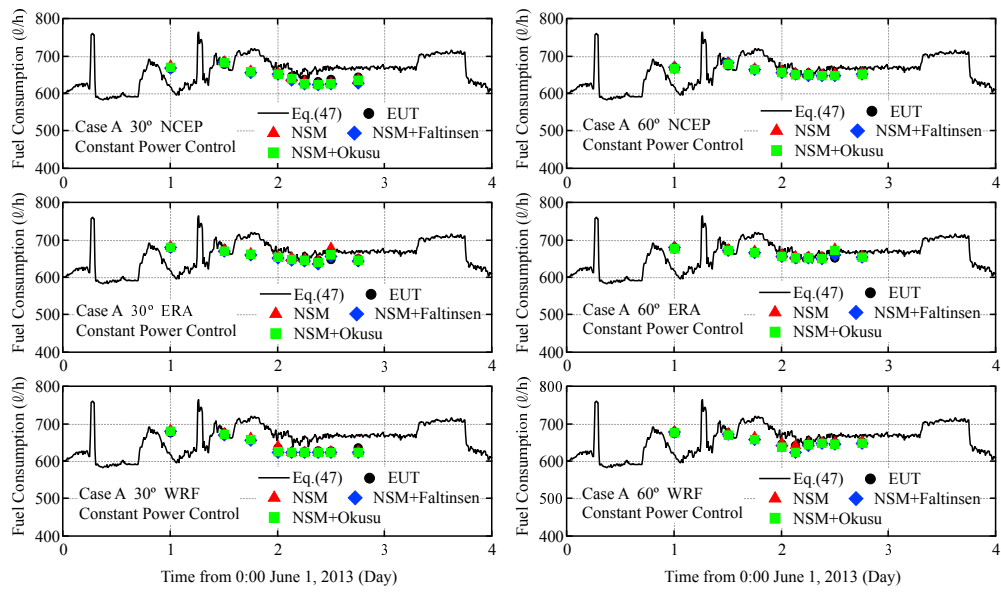 800
700
600
500
400
Fuel Consumption (ℓ/h)
Eq.(47)
EUT
NSM
NSM+Faltinsen
NSM+Okusu
Case A 30º NCEP
Constant Power Control
0
1
2
3
4
800
700
600
500
400
Fuel Consumption (ℓ/h)
Eq.(47)
EUT
NSM
NSM+Faltinsen
NSM+Okusu
Case A 60º NCEP
Constant Power Control
0
1
2
3
4
800
700
600
500
400
Fuel Consumption (ℓ/h)
Eq.(47)
EUT
NSM
NSM+Faltinsen
NSM+Okusu
Case A 30º ERA
Constant Power Control
0
1
2
3
4
800
700
600
500
400
Fuel Consumption (ℓ/h)
Eq.(47)
EUT
NSM
NSM+Faltinsen
NSM+Okusu
Case A 60º ERA
Constant Power Control
0
1
2
3
4
800
700
600
500
400
Fuel Consumption (ℓ/h)
Eq.(47)
EUT
NSM
NSM+Faltinsen
NSM+Okusu
Case A 30º WRF
Constant Power Control
0
1
2
3
4
Time from 0:00 June 1, 2013 (Day)
800
700
600
500
400
Fuel Consumption (ℓ/h)
Eq.(47)
EUT
NSM
NSM+Faltinsen
NSM+Okusu
Case A 60º WRF
Constant Power Control
0
1
2
3
4
Time from 0:00 June 1, 2013 (Day)